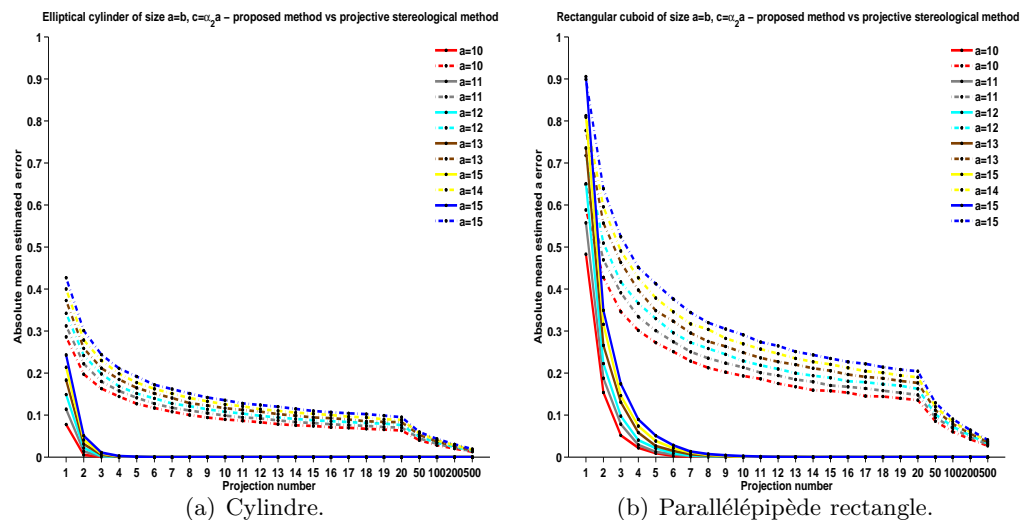 Elliptical cylinder of size a=b, c=α₂a – proposed method vs projective stereological method
Absolute mean estimated a error
1
0.9
0.8
0.7
0.6
0.5
0.4
0.3
0.2
0.1
0
a=10
a=10
a=11
a=11
a=12
a=12
a=13
a=13
a=15
a=14
a=15
a=15
1 2 3 4 5 6 7 8 9 10 11 12 13 14 15 16 17 18 19 20 50 100 200 500
Projection number
(a) Cylindre.
Rectangular cuboid of size a=b, c=α₂a – proposed method vs projective stereological method
Absolute mean estimated a error
1
0.9
0.8
0.7
0.6
0.5
0.4
0.3
0.2
0.1
0
a=10
a=10
a=11
a=11
a=12
a=12
a=13
a=13
a=15
a=14
a=15
a=15
1 2 3 4 5 6 7 8 9 10 11 12 13 14 15 16 17 18 19 20 50 100 200 500
Projection number
(b) Parallélépipède rectangle.